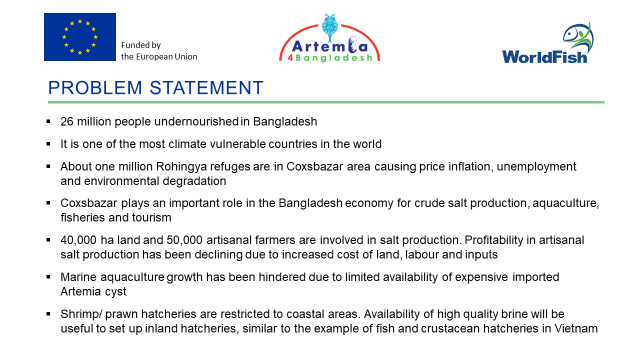 Funded by
the European Union
Artemia
4Bangladesh
WorldFish
PROBLEM STATEMENT
▪ 26 million people undernourished in Bangladesh
▪ It is one of the most climate vulnerable countries in the world
▪ About one million Rohingya refuges are in Coxsbazar area causing price inflation, unemployment
and environmental degradation
▪ Coxsbazar plays an important role in the Bangladesh economy for crude salt production, aquaculture,
fisheries and tourism
▪ 40,000 ha land and 50,000 artisanal farmers are involved in salt production. Profitability in artisanal
salt production has been declining due to increased cost of land, labour and inputs
▪ Marine aquaculture growth has been hindered due to limited availability of expensive imported
Artemia cyst
▪ Shrimp/ prawn hatcheries are restricted to coastal areas. Availability of high quality brine will be
useful to set up inland hatcheries, similar to the example of fish and crustacean hatcheries in Vietnam